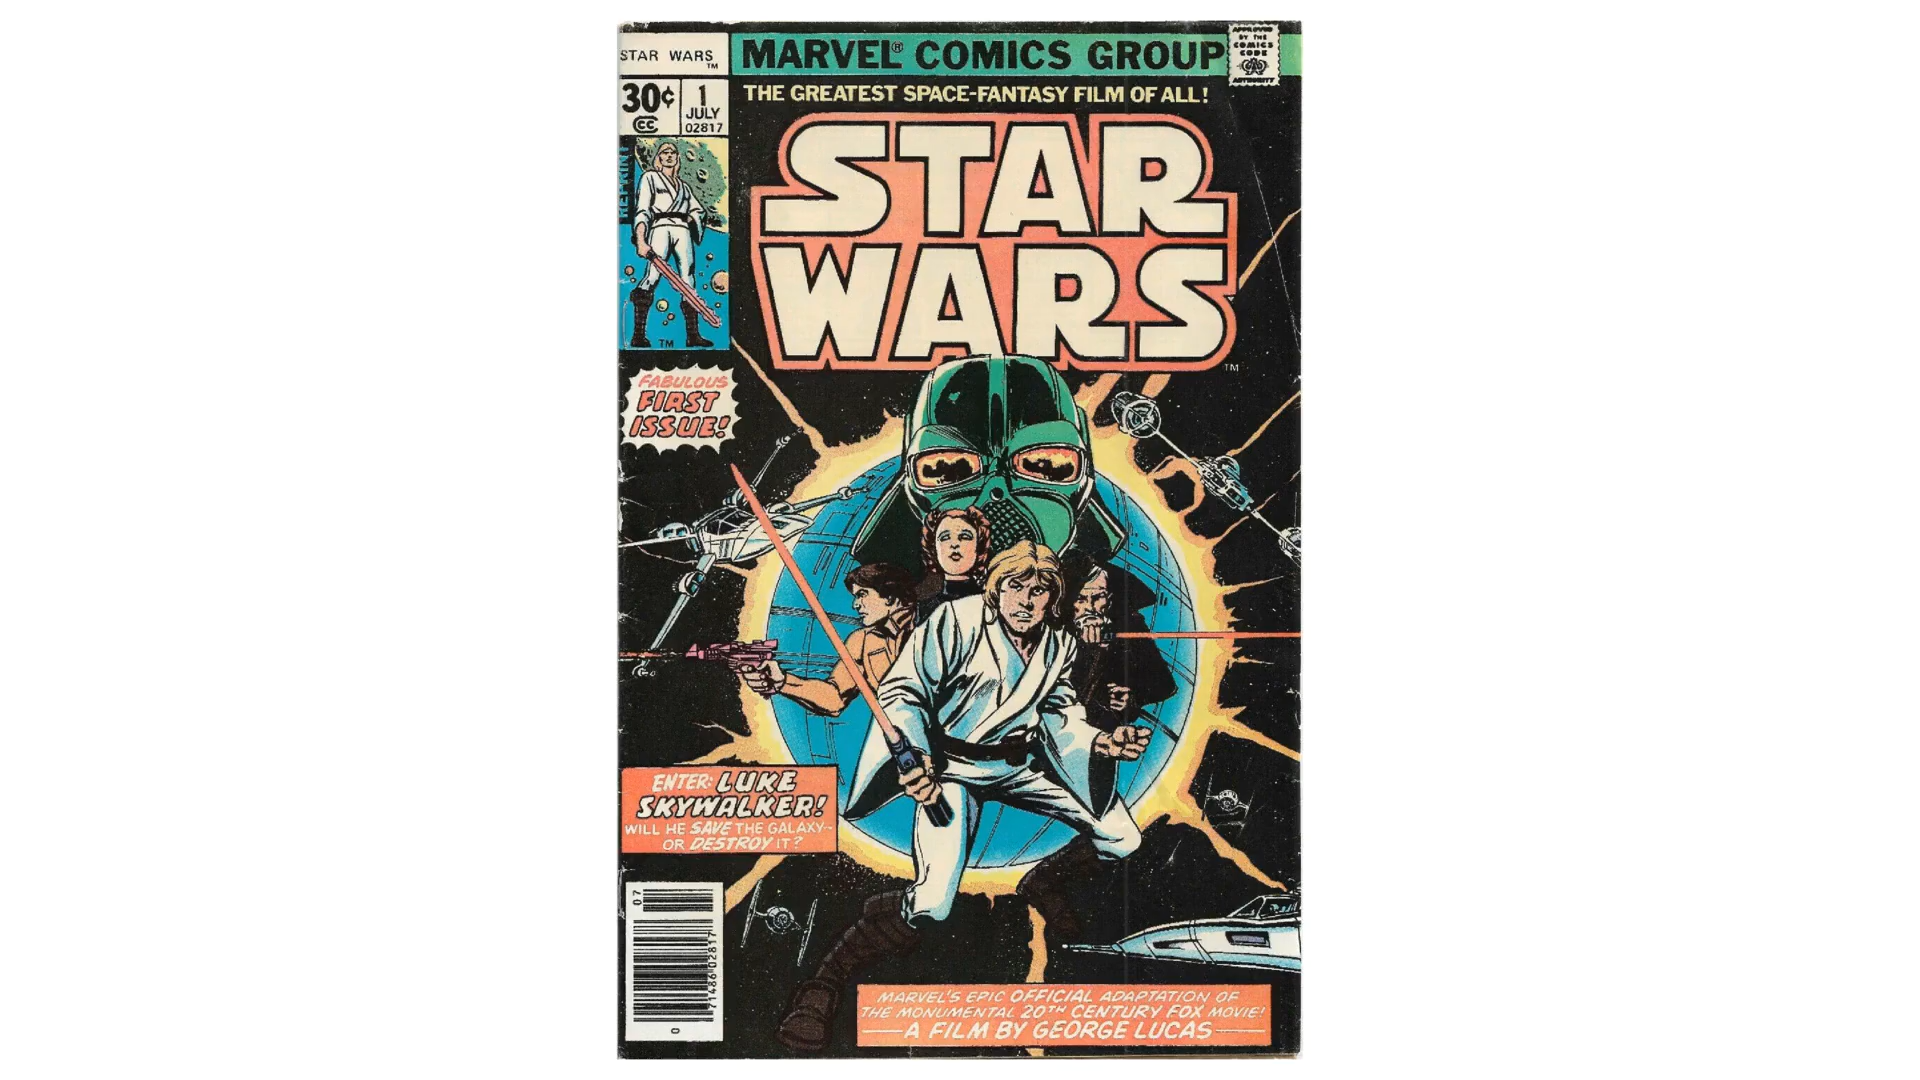 STAR WARS
TM
MARVEL® COMICS GROUP
APPROVED
BY THE
COMICS
CODE
AUTHORITY
30¢
CC
1
JULY
02817
THE GREATEST SPACE-FANTASY FILM OF ALL!
REPRINT
TM
STAR
WARS
TM
FABULOUS
FIRST
ISSUE!
ENTER: LUKE
SKYWALKER!
WILL HE SAVE THE GALAXY--
OR DESTROY IT?
07
71486 02817
0
MARVEL'S EPIC OFFICIAL ADAPTATION OF
THE MONUMENTAL 20TH CENTURY FOX MOVIE!
A FILM BY GEORGE LUCAS